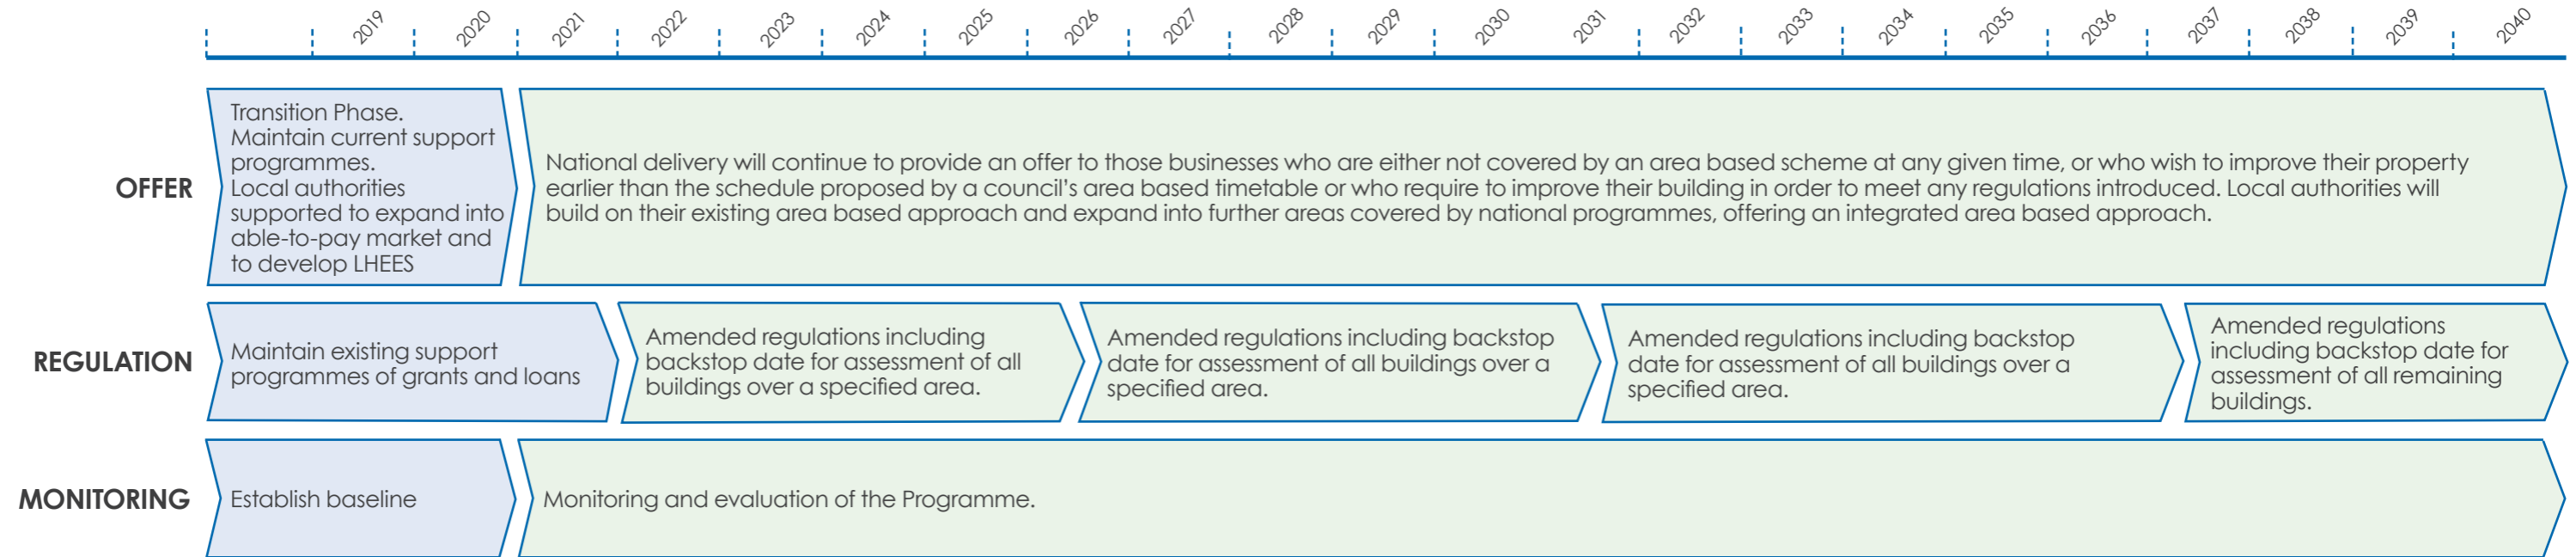 2019 2020 2021 2022 2023 2024 2025 2026 2027 2028 2029 2030 2031 2032 2033 2034 2035 2036 2037 2038 2039 2040
OFFER
Transition Phase.
Maintain current support
programmes.
Local authorities
supported to expand into
able-to-pay market and
to develop LHEES
National delivery will continue to provide an offer to those businesses who are either not covered by an area based scheme at any given time, or who wish to improve their property
earlier than the schedule proposed by a council’s area based timetable or who require to improve their building in order to meet any regulations introduced. Local authorities will
build on their existing area based approach and expand into further areas covered by national programmes, offering an integrated area based approach.
REGULATION
Maintain existing support
programmes of grants and loans
Amended regulations including
backstop date for assessment of all
buildings over a specified area.
Amended regulations including backstop
date for assessment of all buildings over a
specified area.
Amended regulations including backstop
date for assessment of all buildings over a
specified area.
Amended regulations
including backstop date for
assessment of all remaining
buildings.
MONITORING
Establish baseline
Monitoring and evaluation of the Programme.